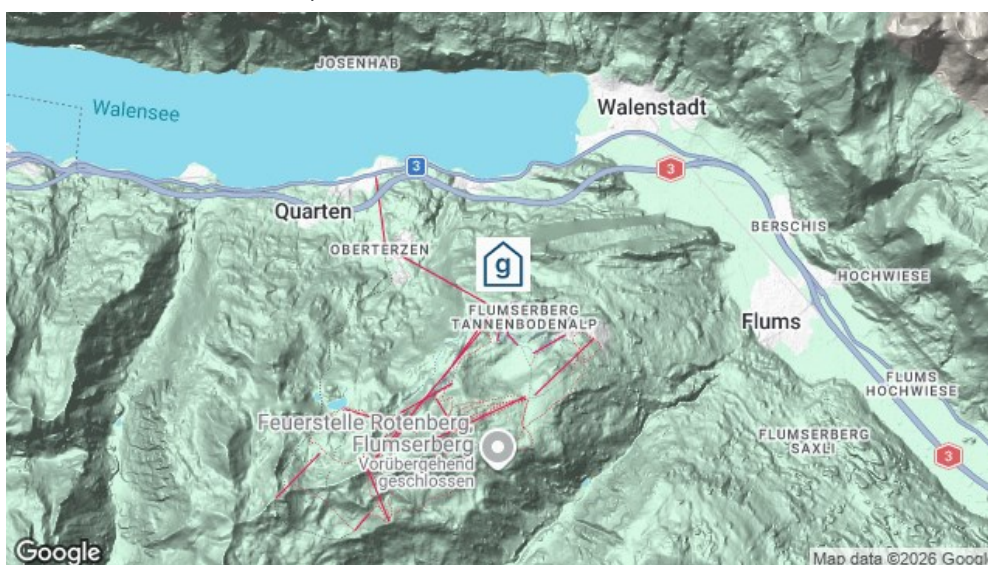 JOSENHAB
Walensee
Walenstadt
3
3
Quarten
BERSCHIS
OBERTERZEN
g
HOCHWIESE
FLUMSERBERG
TANNENBODENALP
Flums
FLUMS
HOCHWIESE
Feuerstelle Rotenberg,
Flumserberg
Vorübergehend
geschlossen
FLUMSERBERG
SAXLI
3
Google
Map data ©2026 Google